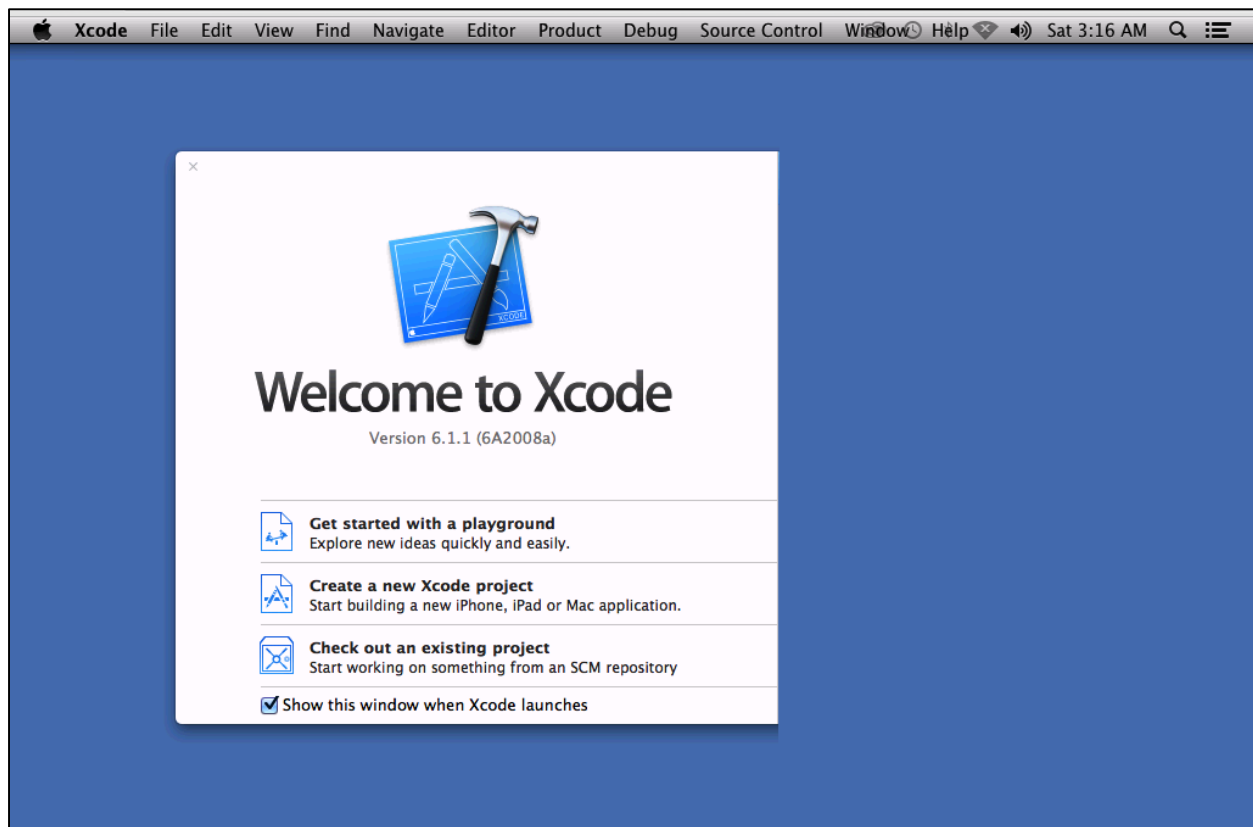 Xcode File Edit View Find Navigate Editor Product Debug Source Control Window Help Sat 3:16 AM
XCODE
Welcome to Xcode
Version 6.1.1 (6A2008a)
Get started with a playground
Explore new ideas quickly and easily.
Create a new Xcode project
Start building a new iPhone, iPad or Mac application.
Check out an existing project
Start working on something from an SCM repository
Show this window when Xcode launches